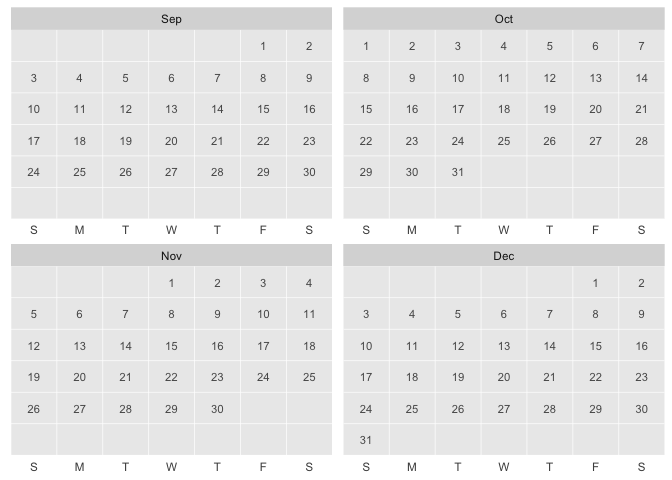 Sep
1 2
3 4 5 6 7 8 9
10 11 12 13 14 15 16
17 18 19 20 21 22 23
24 25 26 27 28 29 30
S M T W T F S
Oct
1 2 3 4 5 6 7
8 9 10 11 12 13 14
15 16 17 18 19 20 21
22 23 24 25 26 27 28
29 30 31
S M T W T F S
Nov
1 2 3 4
5 6 7 8 9 10 11
12 13 14 15 16 17 18
19 20 21 22 23 24 25
26 27 28 29 30
S M T W T F S
Dec
1 2
3 4 5 6 7 8 9
10 11 12 13 14 15 16
17 18 19 20 21 22 23
24 25 26 27 28 29 30
31
S M T W T F S